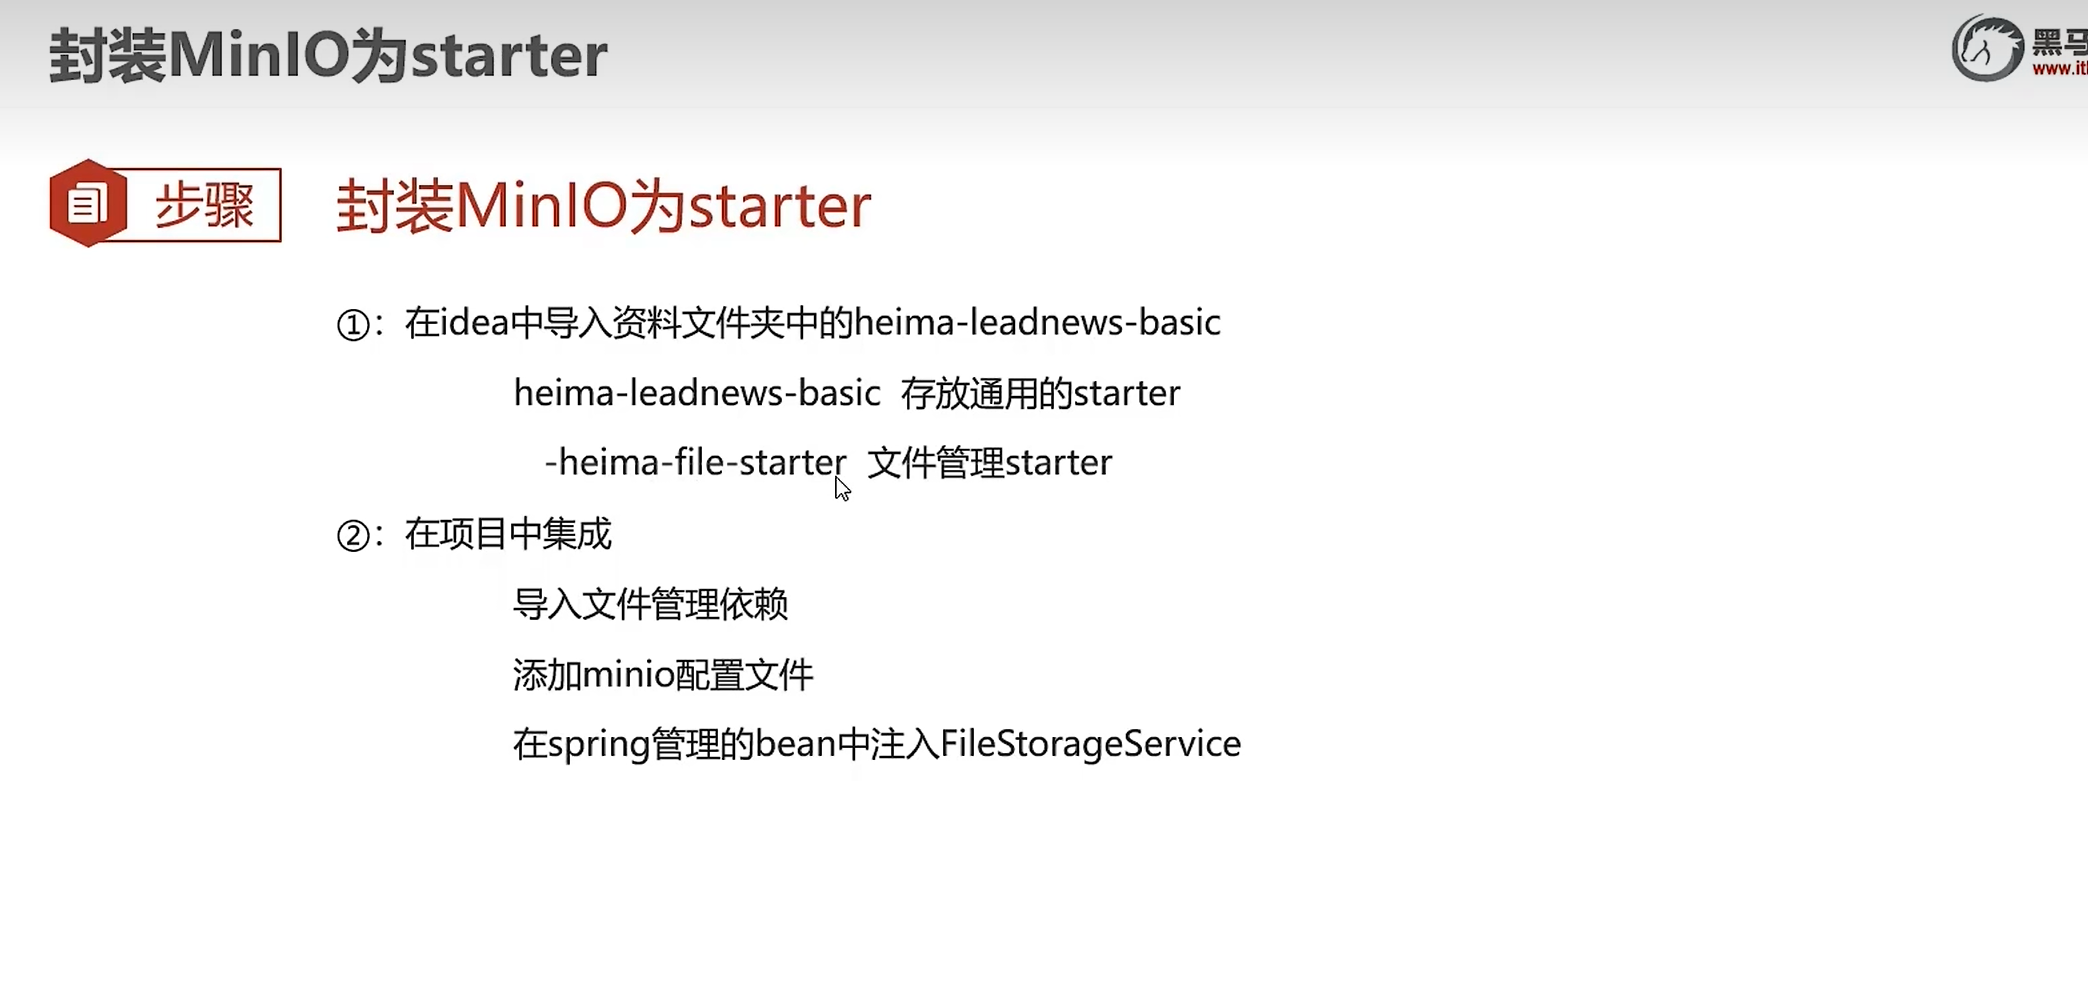 封装MinIO为starter
黑马
www.it
步骤
封装MinIO为starter
①：在idea中导入资料文件夹中的heima-leadnews-basic
heima-leadnews-basic 存放通用的starter
-heima-file-starter 文件管理starter
②：在项目中集成
导入文件管理依赖
添加minio配置文件
在spring管理的bean中注入FileStorageService